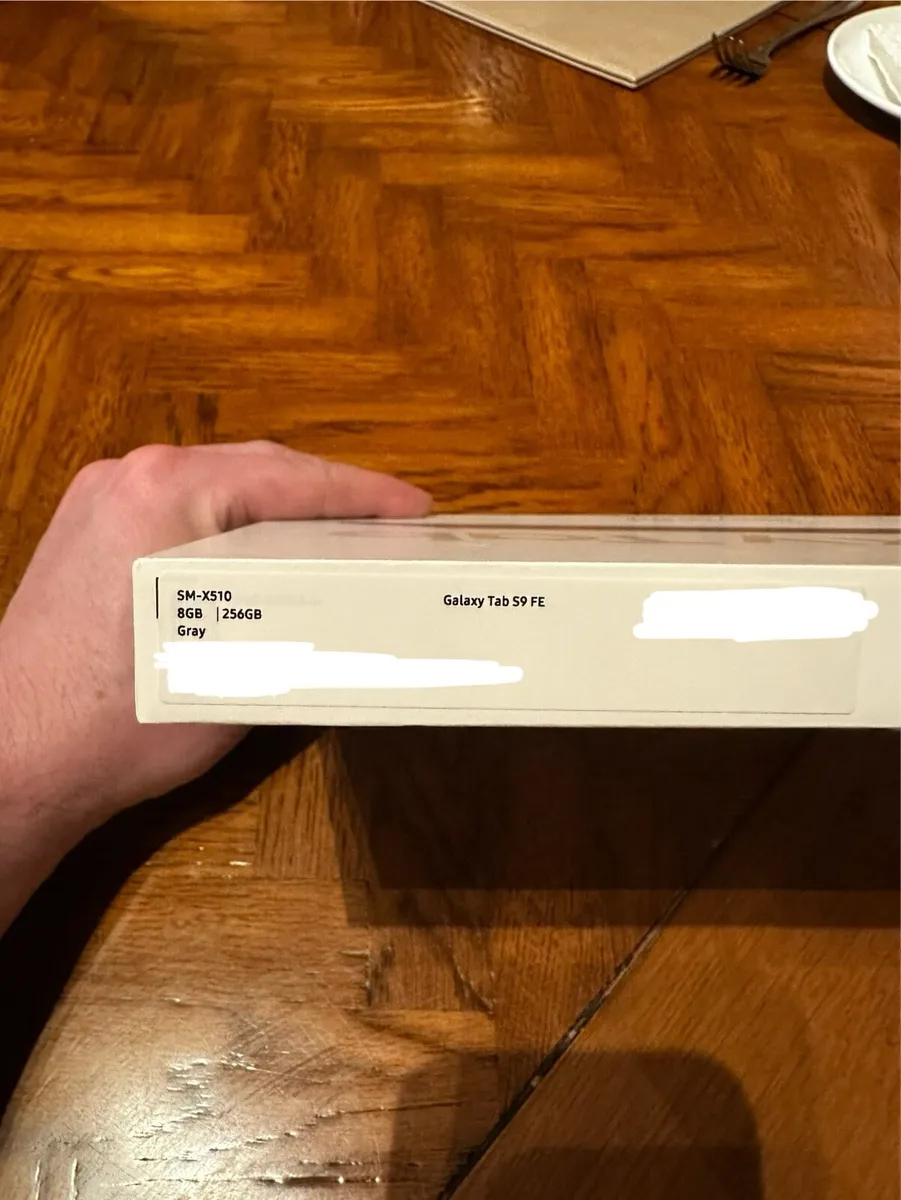 SM-X510
8GB | 256GB
Gray
Galaxy Tab S9 FE